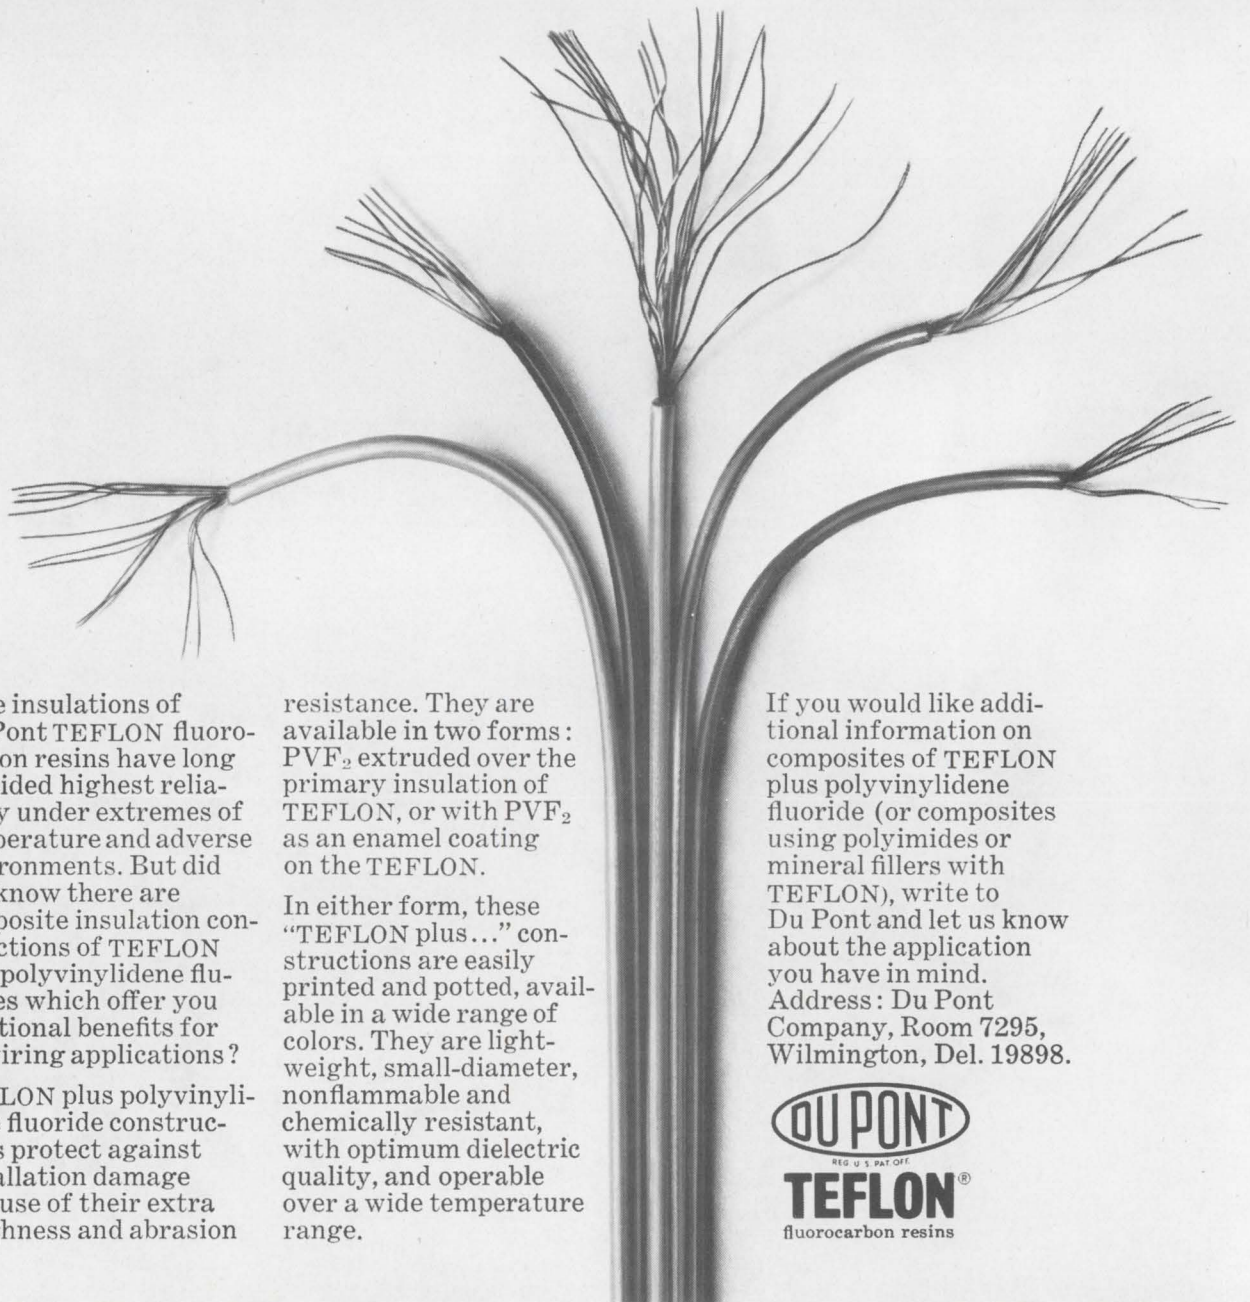 e insulations of
Pont TEFLON fluoro-
on resins have long
ided highest relia-
y under extremes of
perature and adverse
ronments. But did
know there are
posite insulation con-
ctions of TEFLON
polyvinylidene flu-
es which offer you
tional benefits for
iring applications?
LON plus polyvinyli-
fluoride construc-
s protect against
allation damage
use of their extra
hness and abrasion
resistance. They are
available in two forms:
PVF₂ extruded over the
primary insulation of
TEFLON, or with PVF₂
as an enamel coating
on the TEFLON.
In either form, these
“TEFLON plus...” con-
structions are easily
printed and potted, avail-
able in a wide range of
colors. They are light-
weight, small-diameter,
nonflammable and
chemically resistant,
with optimum dielectric
quality, and operable
over a wide temperature
range.
If you would like addi-
tional information on
composites of TEFLON
plus polyvinylidene
fluoride (or composites
using polyimides or
mineral fillers with
TEFLON), write to
Du Pont and let us know
about the application
you have in mind.
Address: Du Pont
Company, Room 7295,
Wilmington, Del. 19898.
DU PONT
REG. U.S. PAT. OFF.
TEFLON®
fluorocarbon resins